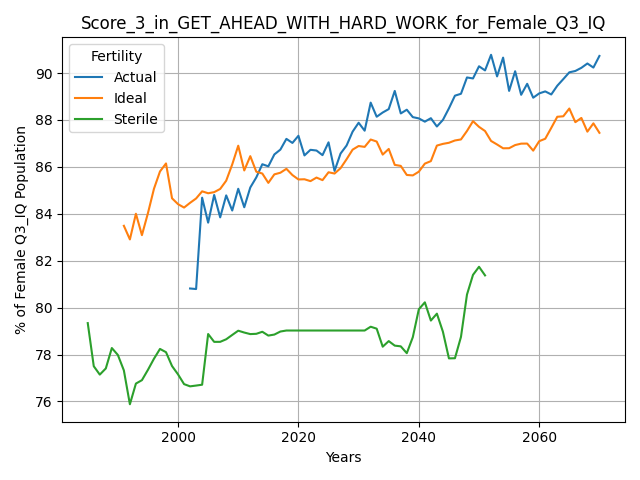 Score_3_in_GET_AHEAD_WITH_HARD_WORK_for_Female_Q3_IQ
Fertility
Actual
Ideal
Sterile
% of Female Q3_IQ Population
90
88
86
84
82
80
78
76
2000
2020
2040
2060
Years